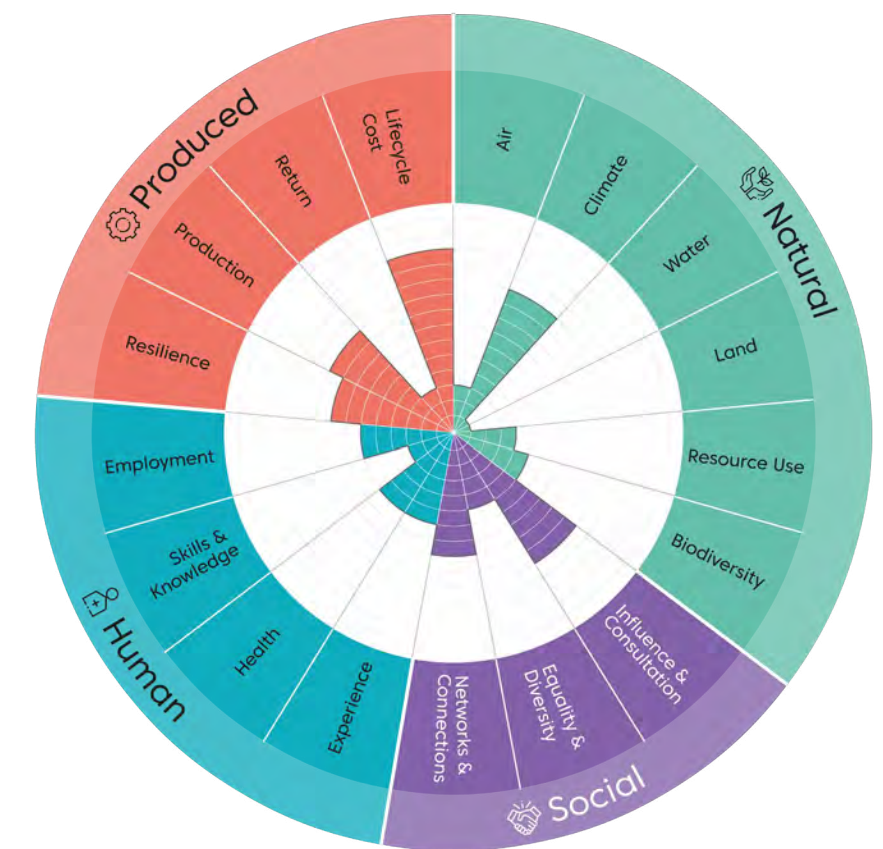 Produced
Lifecycle
Cost
Return
Production
Resilience
Natural
Air
Climate
Water
Land
Resource Use
Biodiversity
Social
Influence &
Consultation
Equality &
Diversity
Networks &
Connections
Human
Experience
Health
Skills &
Knowledge
Employment